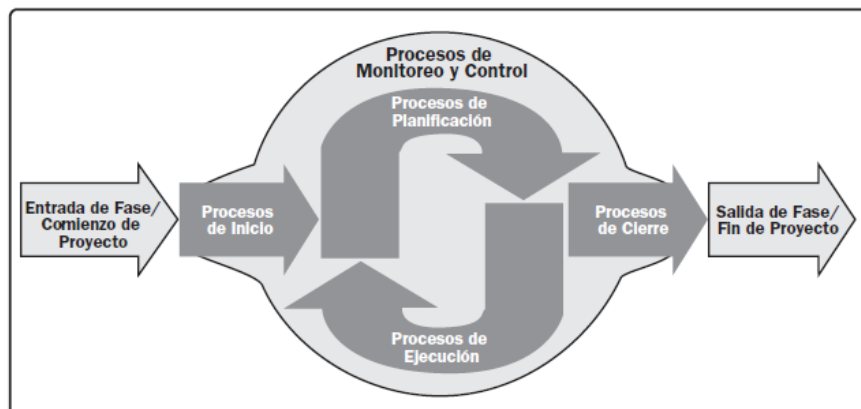 Procesos de
Monitoreo y Control
Procesos de
Planificación
Entrada de Fase/
Comienzo de
Proyecto
Procesos
de Inicio
Procesos
de Cierre
Salida de Fase/
Fin de Proyecto
Procesos de
Ejecución